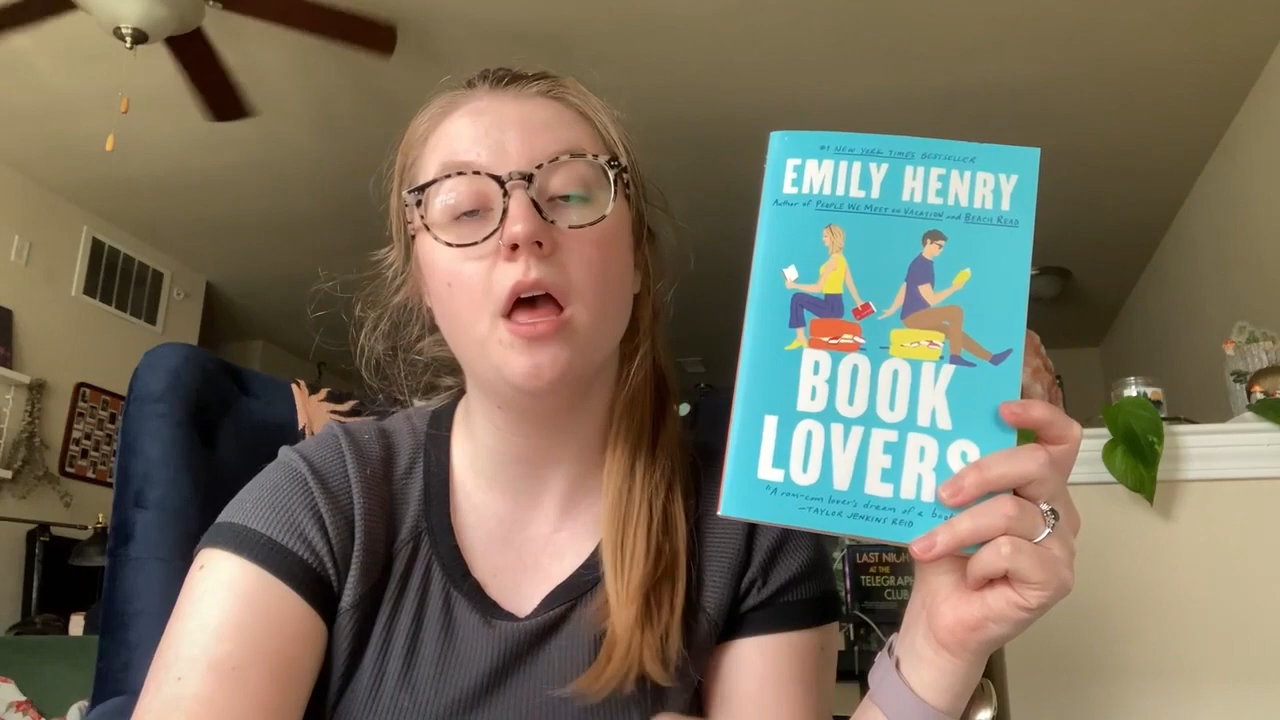 #1 NEW YORK TIMES BESTSELLER
EMILY HENRY
Author of PEOPLE WE MEET ON VACATION and BEACH READ
BOOK
LOVERS
"A rom-com lover's dream of a book
—TAYLOR JENKINS REID
LAST NIGH
AT THE
TELEGRAPH
CLUB